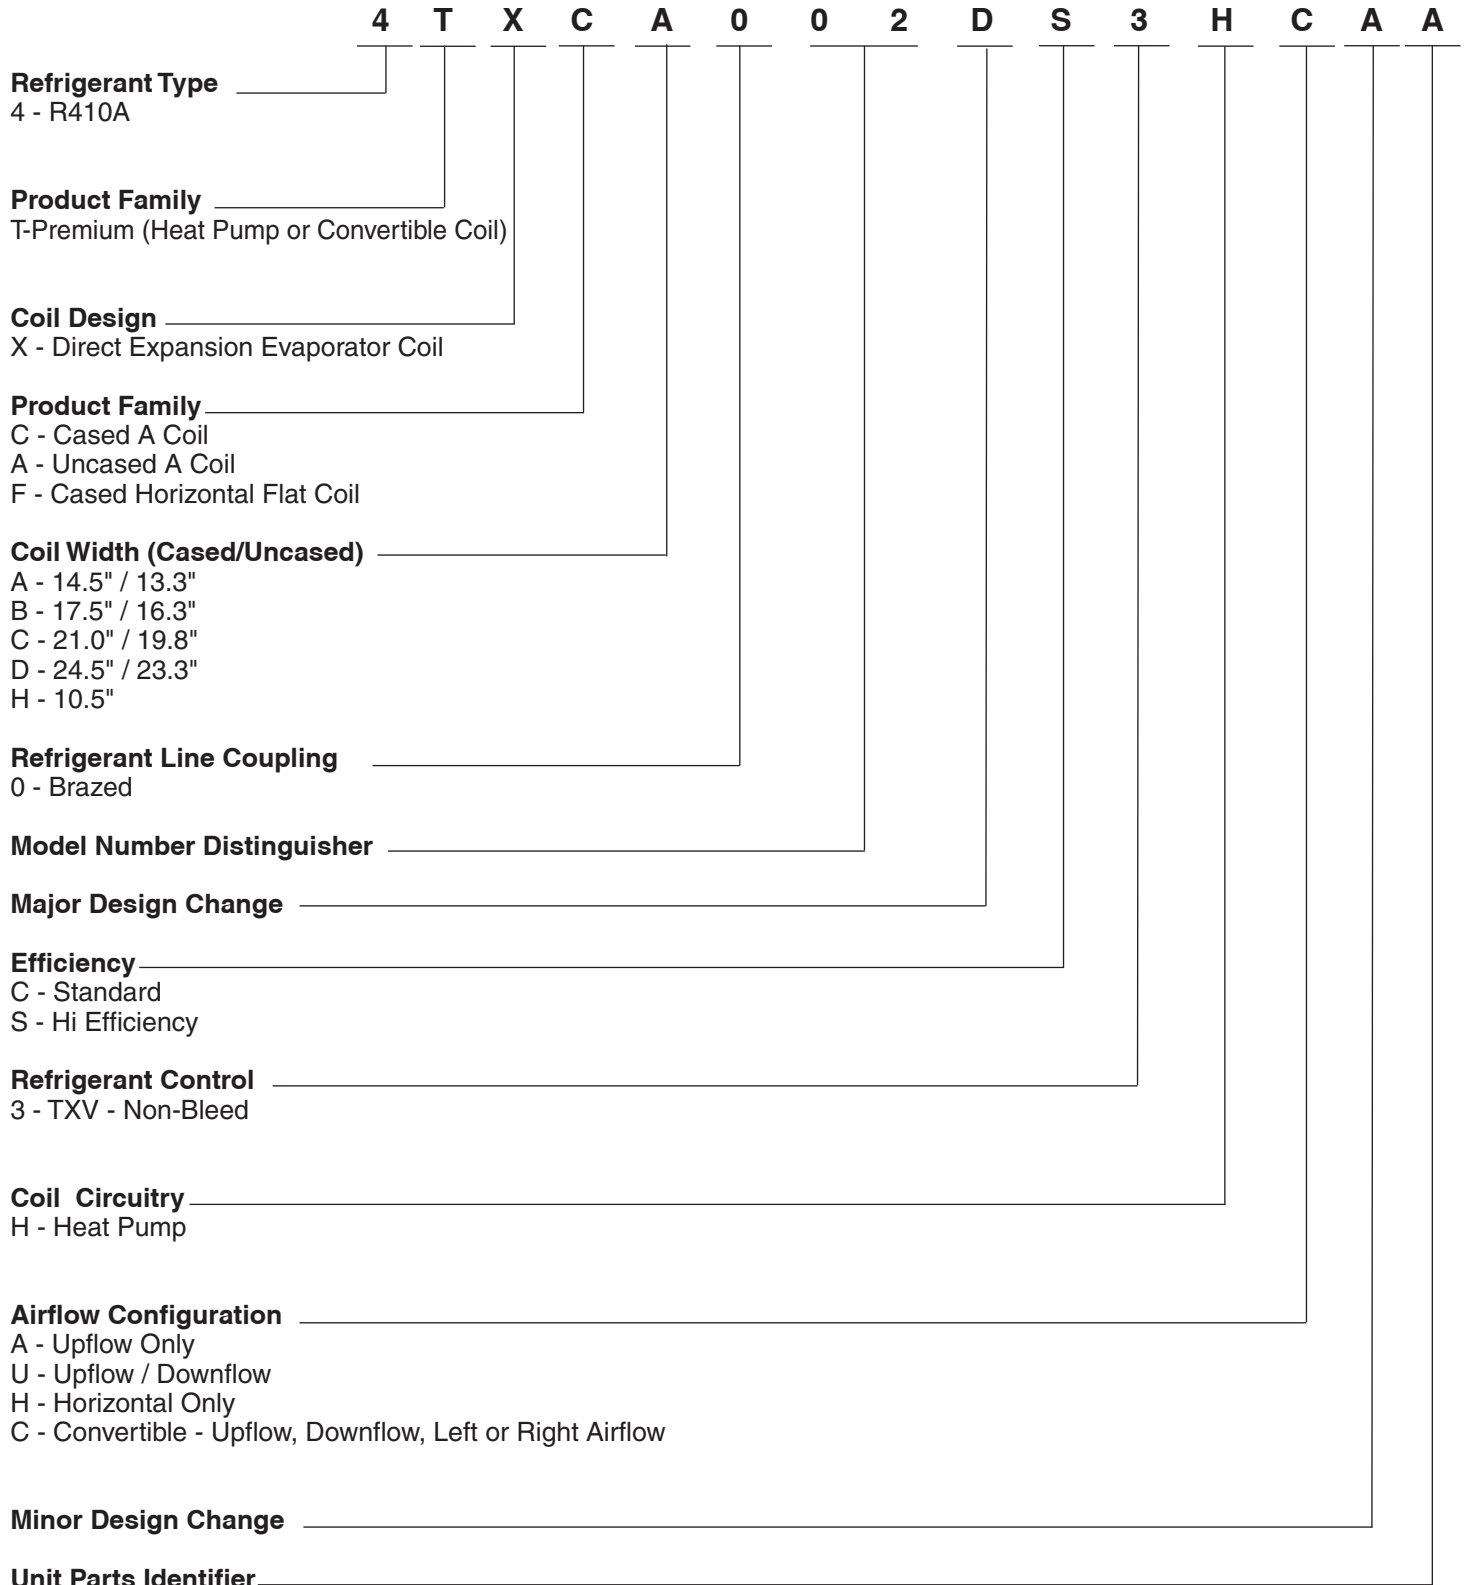 4 T X C A 0 0 2 D S 3 H C A A
Refrigerant Type
4 - R410A
Product Family
T-Premium (Heat Pump or Convertible Coil)
Coil Design
X - Direct Expansion Evaporator Coil
Product Family
C - Cased A Coil
A - Uncased A Coil
F - Cased Horizontal Flat Coil
Coil Width (Cased/Uncased)
A - 14.5" / 13.3"
B - 17.5" / 16.3"
C - 21.0" / 19.8"
D - 24.5" / 23.3"
H - 10.5"
Refrigerant Line Coupling
0 - Brazed
Model Number Distinguisher
Major Design Change
Efficiency
C - Standard
S - Hi Efficiency
Refrigerant Control
3 - TXV - Non-Bleed
Coil Circuitry
H - Heat Pump
Airflow Configuration
A - Upflow Only
U - Upflow / Downflow
H - Horizontal Only
C - Convertible - Upflow, Downflow, Left or Right Airflow
Minor Design Change
Unit Parts Identifier